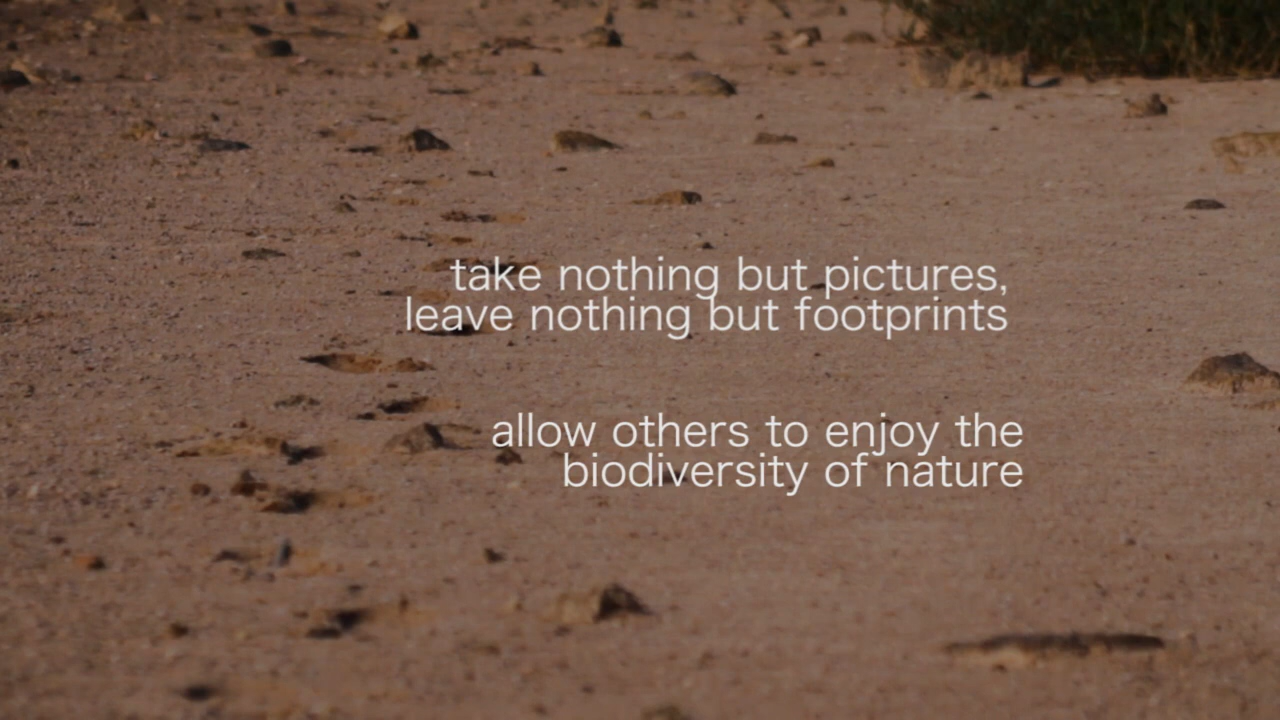 take nothing but pictures,
leave nothing but footprints
allow others to enjoy the
biodiversity of nature